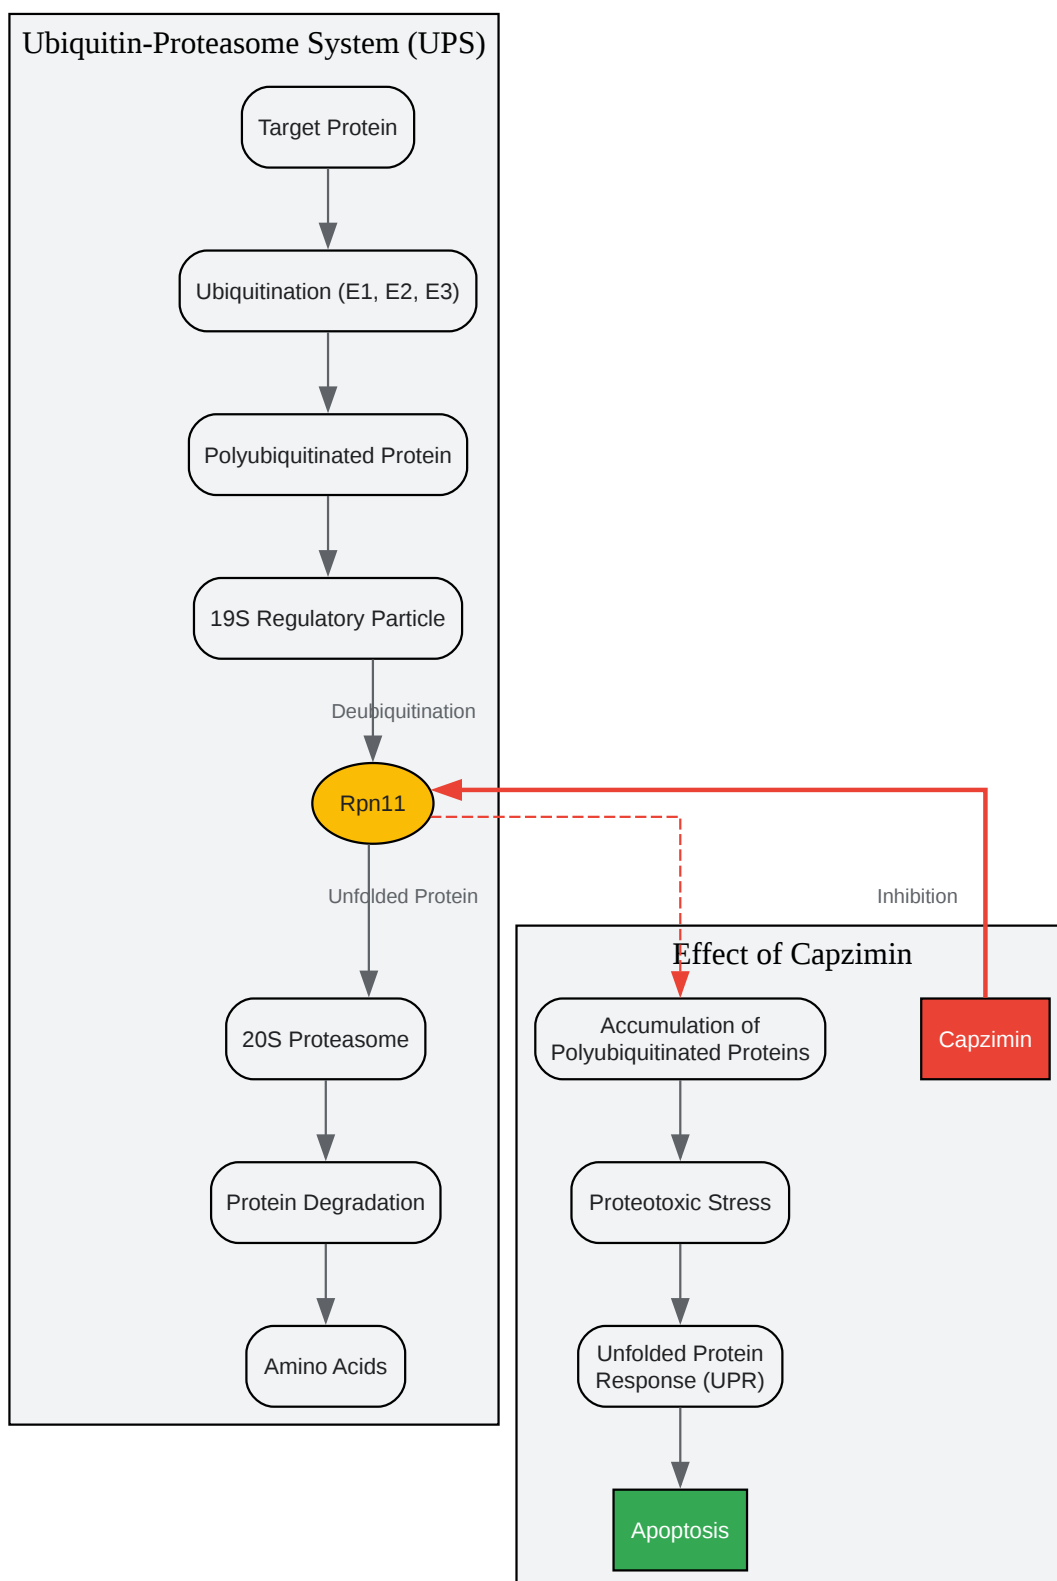 Ubiquitin-Proteasome System (UPS)
Target Protein
Ubiquitination (E1, E2, E3)
Polyubiquitinated Protein
19S Regulatory Particle
Deubiquitination
Rpn11
Unfolded Protein
20S Proteasome
Protein Degradation
Amino Acids
Inhibition
Effect of Capzimin
Accumulation of
Polyubiquitinated Proteins
Capzimin
Proteotoxic Stress
Unfolded Protein
Response (UPR)
Apoptosis